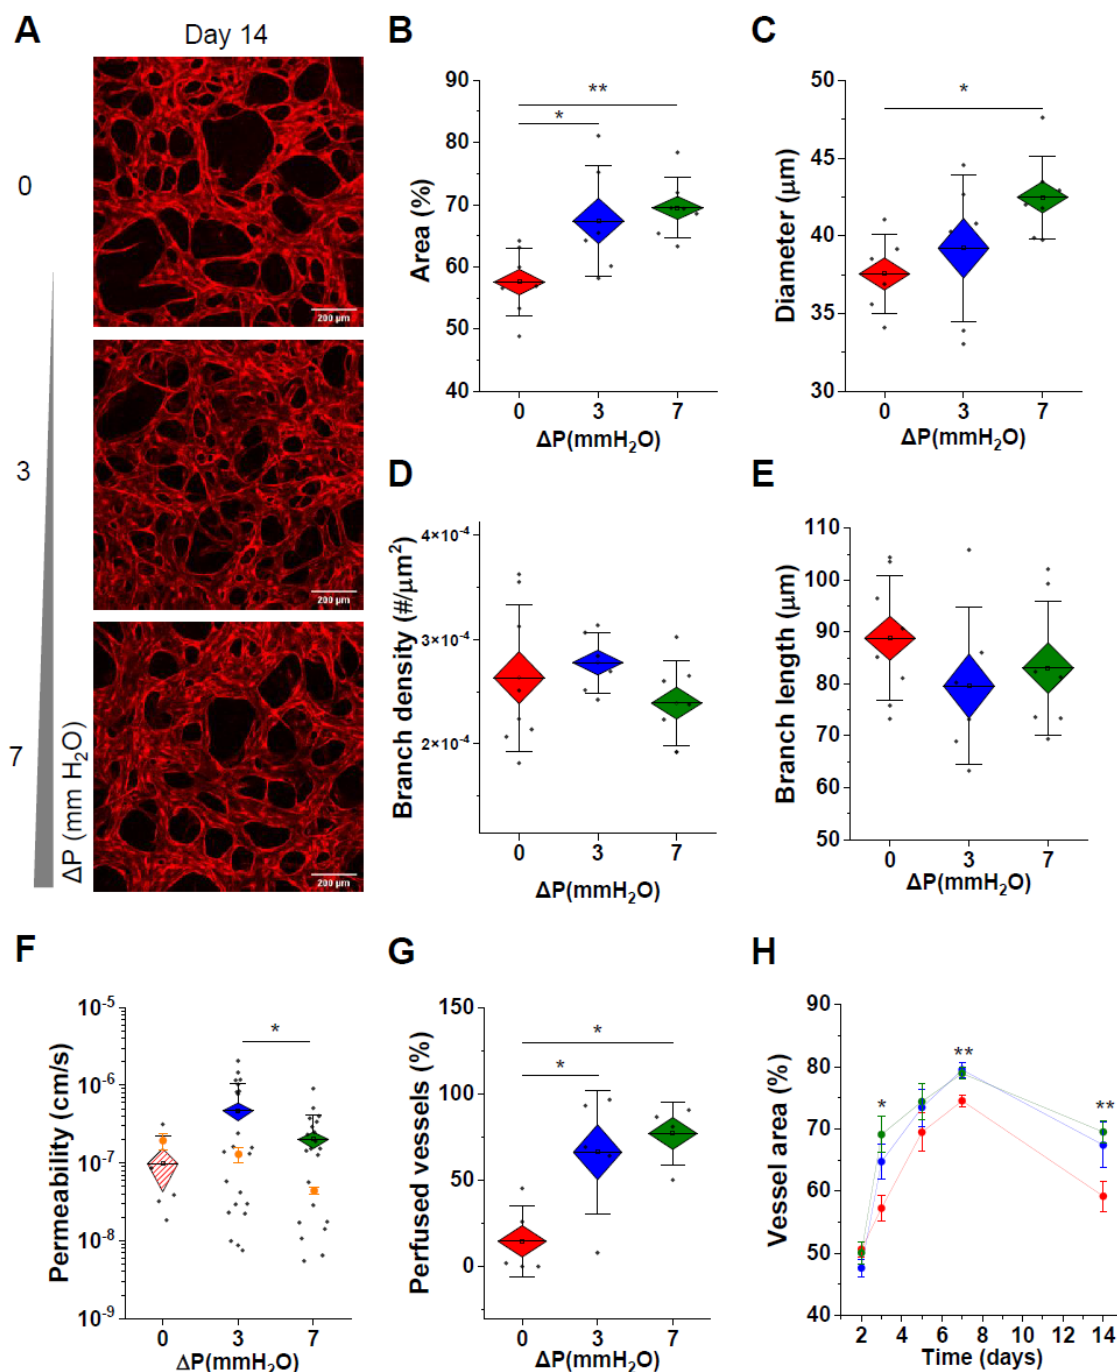 A
Day 14
0
3
7
ΔP (mm H₂O)
200 µm
200 µm
200 µm
B
90
80
70
60
50
40
Area (%)
*
**
0 3 7
ΔP(mmH₂O)
C
50
45
40
35
30
Diameter (µm)
*
0 3 7
ΔP(mmH₂O)
D
4×10⁻⁴
3×10⁻⁴
2×10⁻⁴
Branch density (#/µm²)
0 3 7
ΔP(mmH₂O)
E
110
100
90
80
70
60
50
Branch length (µm)
0 3 7
ΔP(mmH₂O)
F
10⁻⁵
10⁻⁶
10⁻⁷
10⁻⁸
10⁻⁹
Permeability (cm/s)
*
0 3 7
ΔP(mmH₂O)
G
150
100
50
0
Perfused vessels (%)
*
*
0 3 7
ΔP(mmH₂O)
H
90
80
70
60
50
40
Vessel area (%)
*
**
**
2 4 6 8 10 12 14
Time (days)